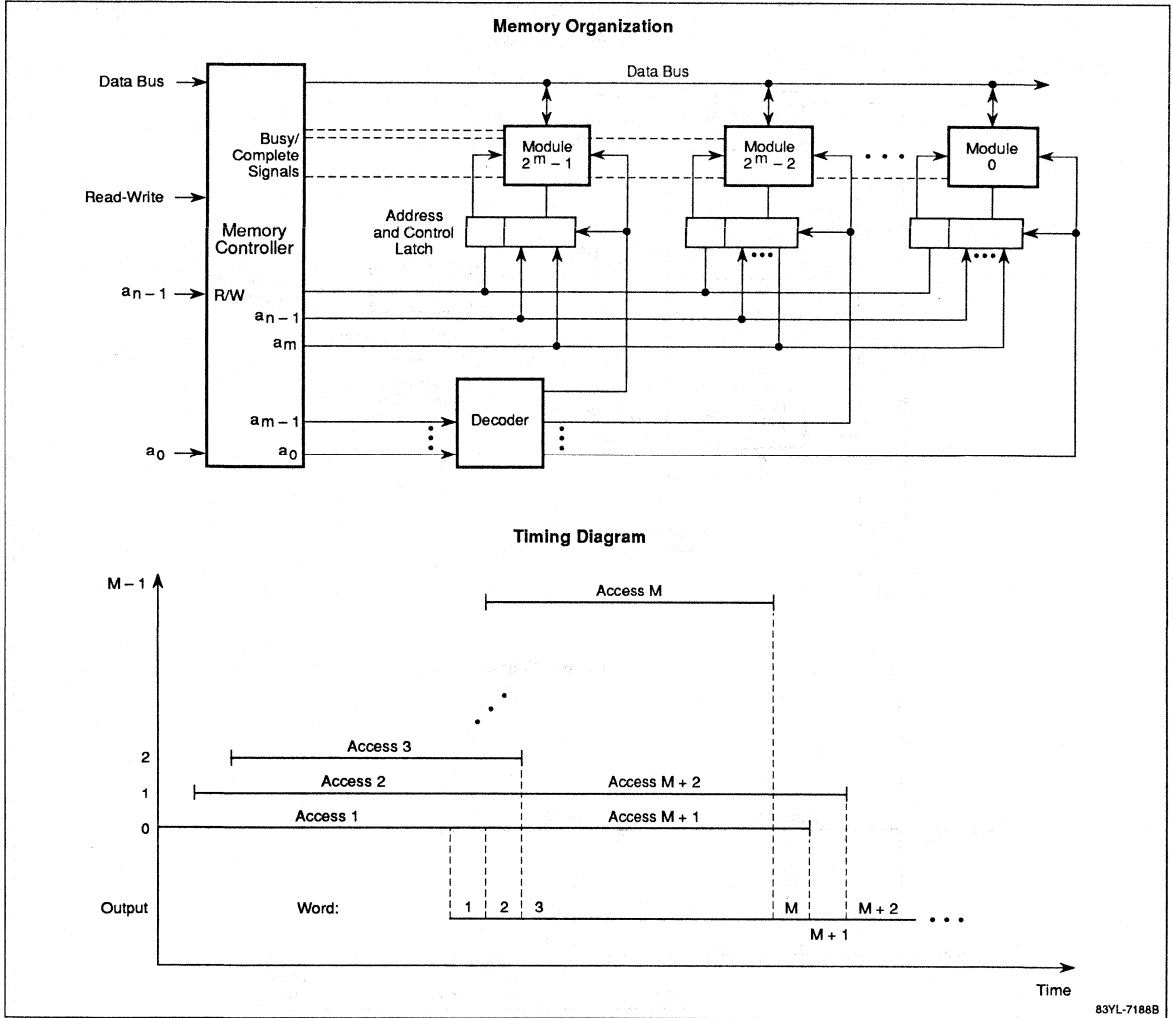 Memory Organization
Data Bus
Data Bus
Busy/
Complete
Signals
Module
2^m – 1
Module
2^m – 2
• • •
Module
0
Read-Write
Memory
Controller
Address
and Control
Latch
a_n – 1
R/W
a_n – 1
a_m
a_m – 1
Decoder
a_0
a_0
Timing Diagram
M – 1
Access M
2
Access 3
1
Access 2
Access M + 2
0
Access 1
Access M + 1
Output
Word:
1
2
3
M
M + 1
M + 2
• • •
Time
83YL-7188B